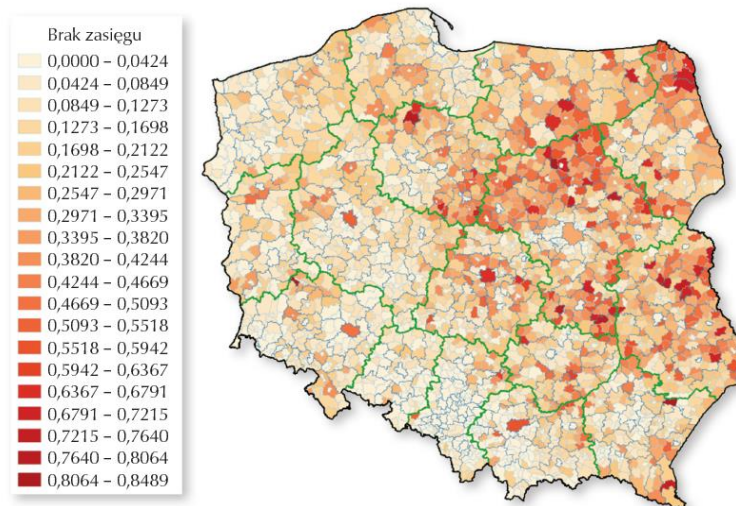 Brak zasięgu
0,0000 – 0,0424
0,0424 – 0,0849
0,0849 – 0,1273
0,1273 – 0,1698
0,1698 – 0,2122
0,2122 – 0,2547
0,2547 – 0,2971
0,2971 – 0,3395
0,3395 – 0,3820
0,3820 – 0,4244
0,4244 – 0,4669
0,4669 – 0,5093
0,5093 – 0,5518
0,5518 – 0,5942
0,5942 – 0,6367
0,6367 – 0,6791
0,6791 – 0,7215
0,7215 – 0,7640
0,7640 – 0,8064
0,8064 – 0,8489